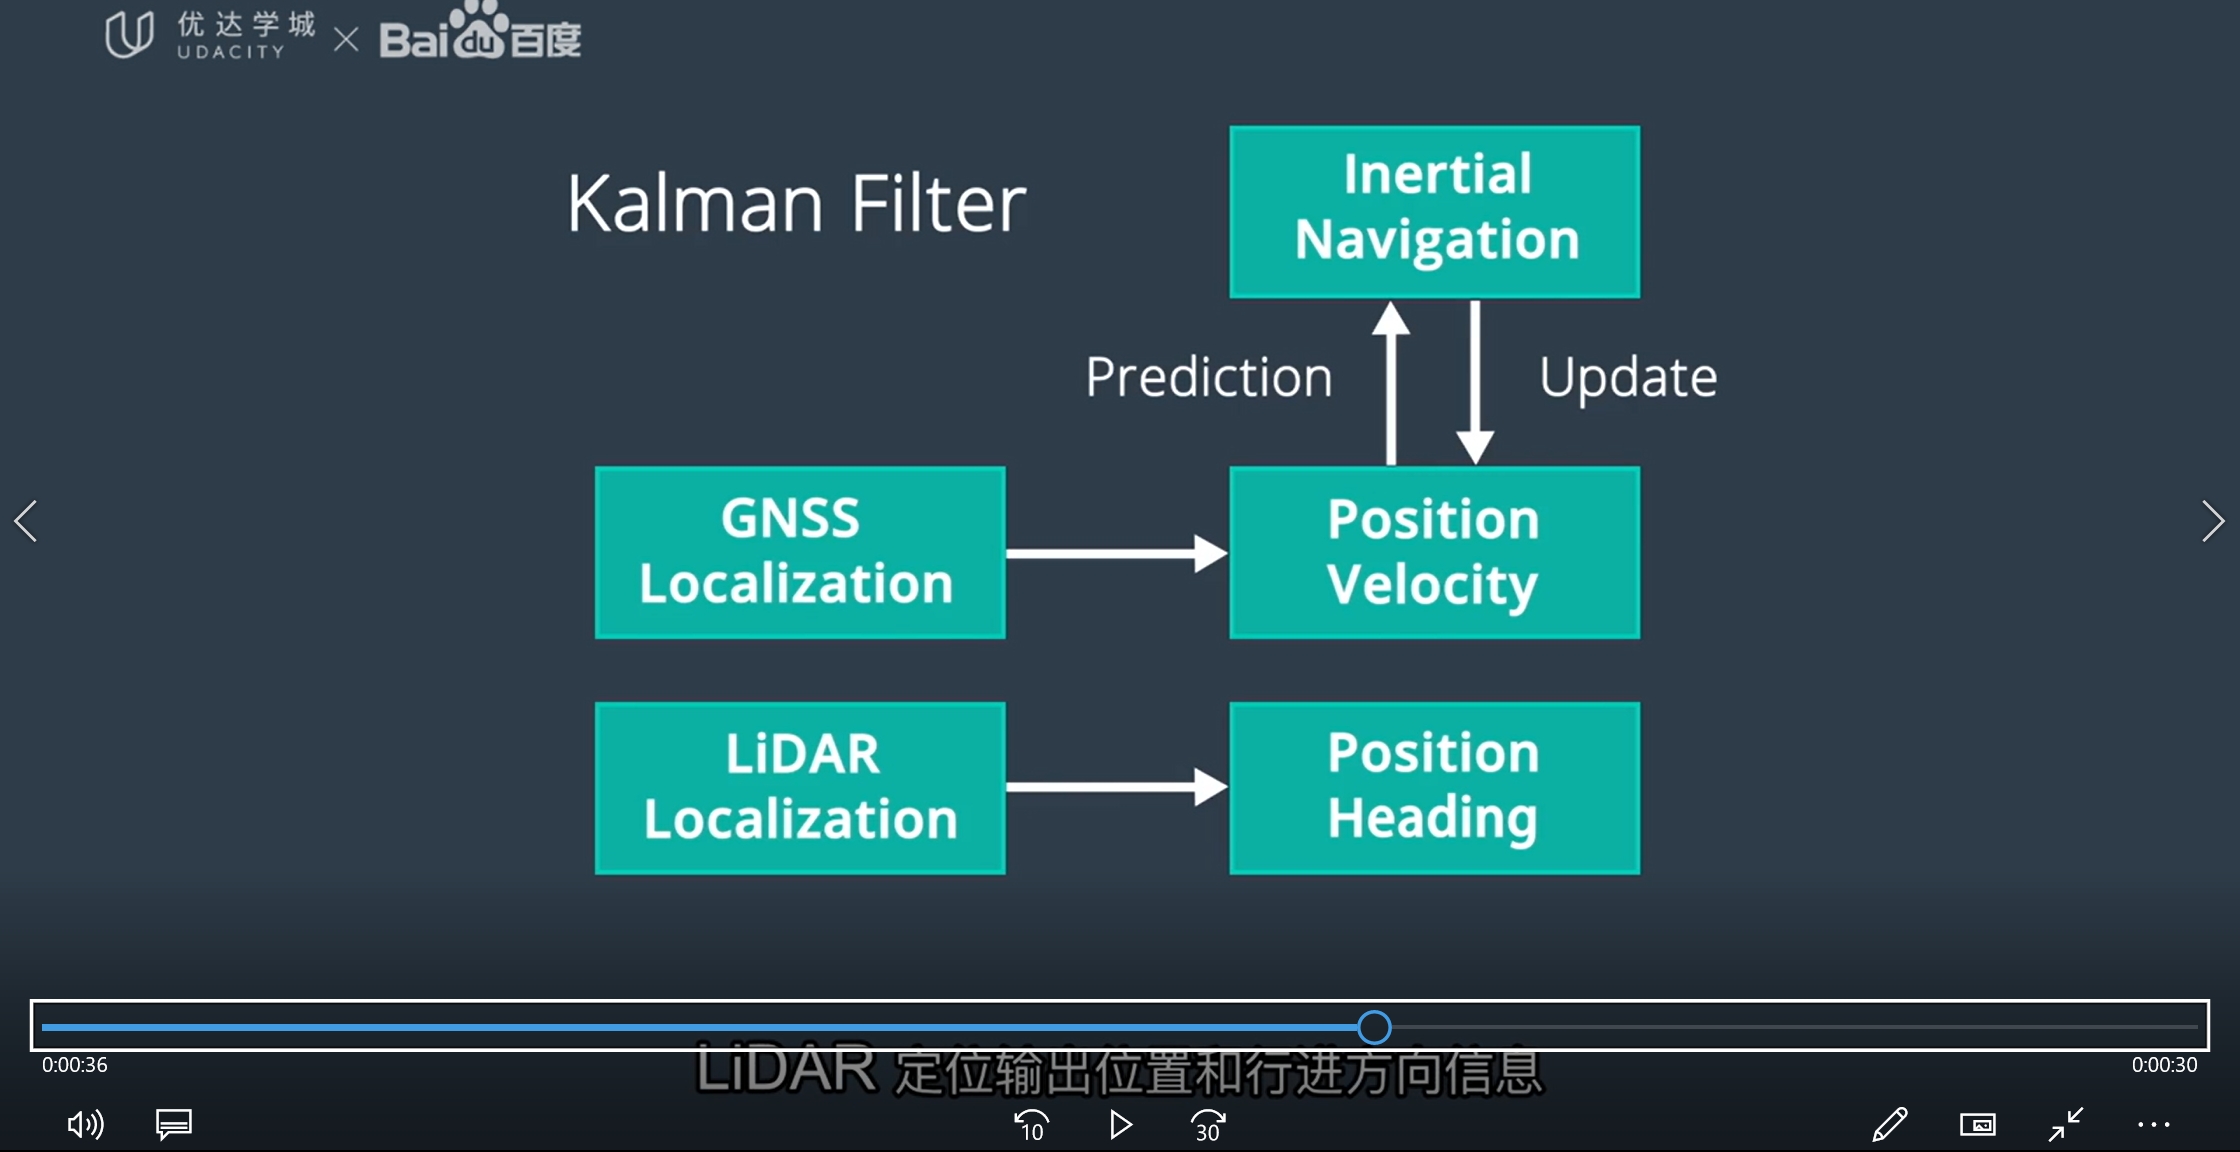 优达学城
UDACITY
Bai du 百度
Kalman Filter
Inertial
Navigation
Prediction
Update
GNSS
Localization
Position
Velocity
LiDAR
Localization
Position
Heading
0:00:36
LiDAR 定位输出位置和行进方向信息
0:00:30
10
30